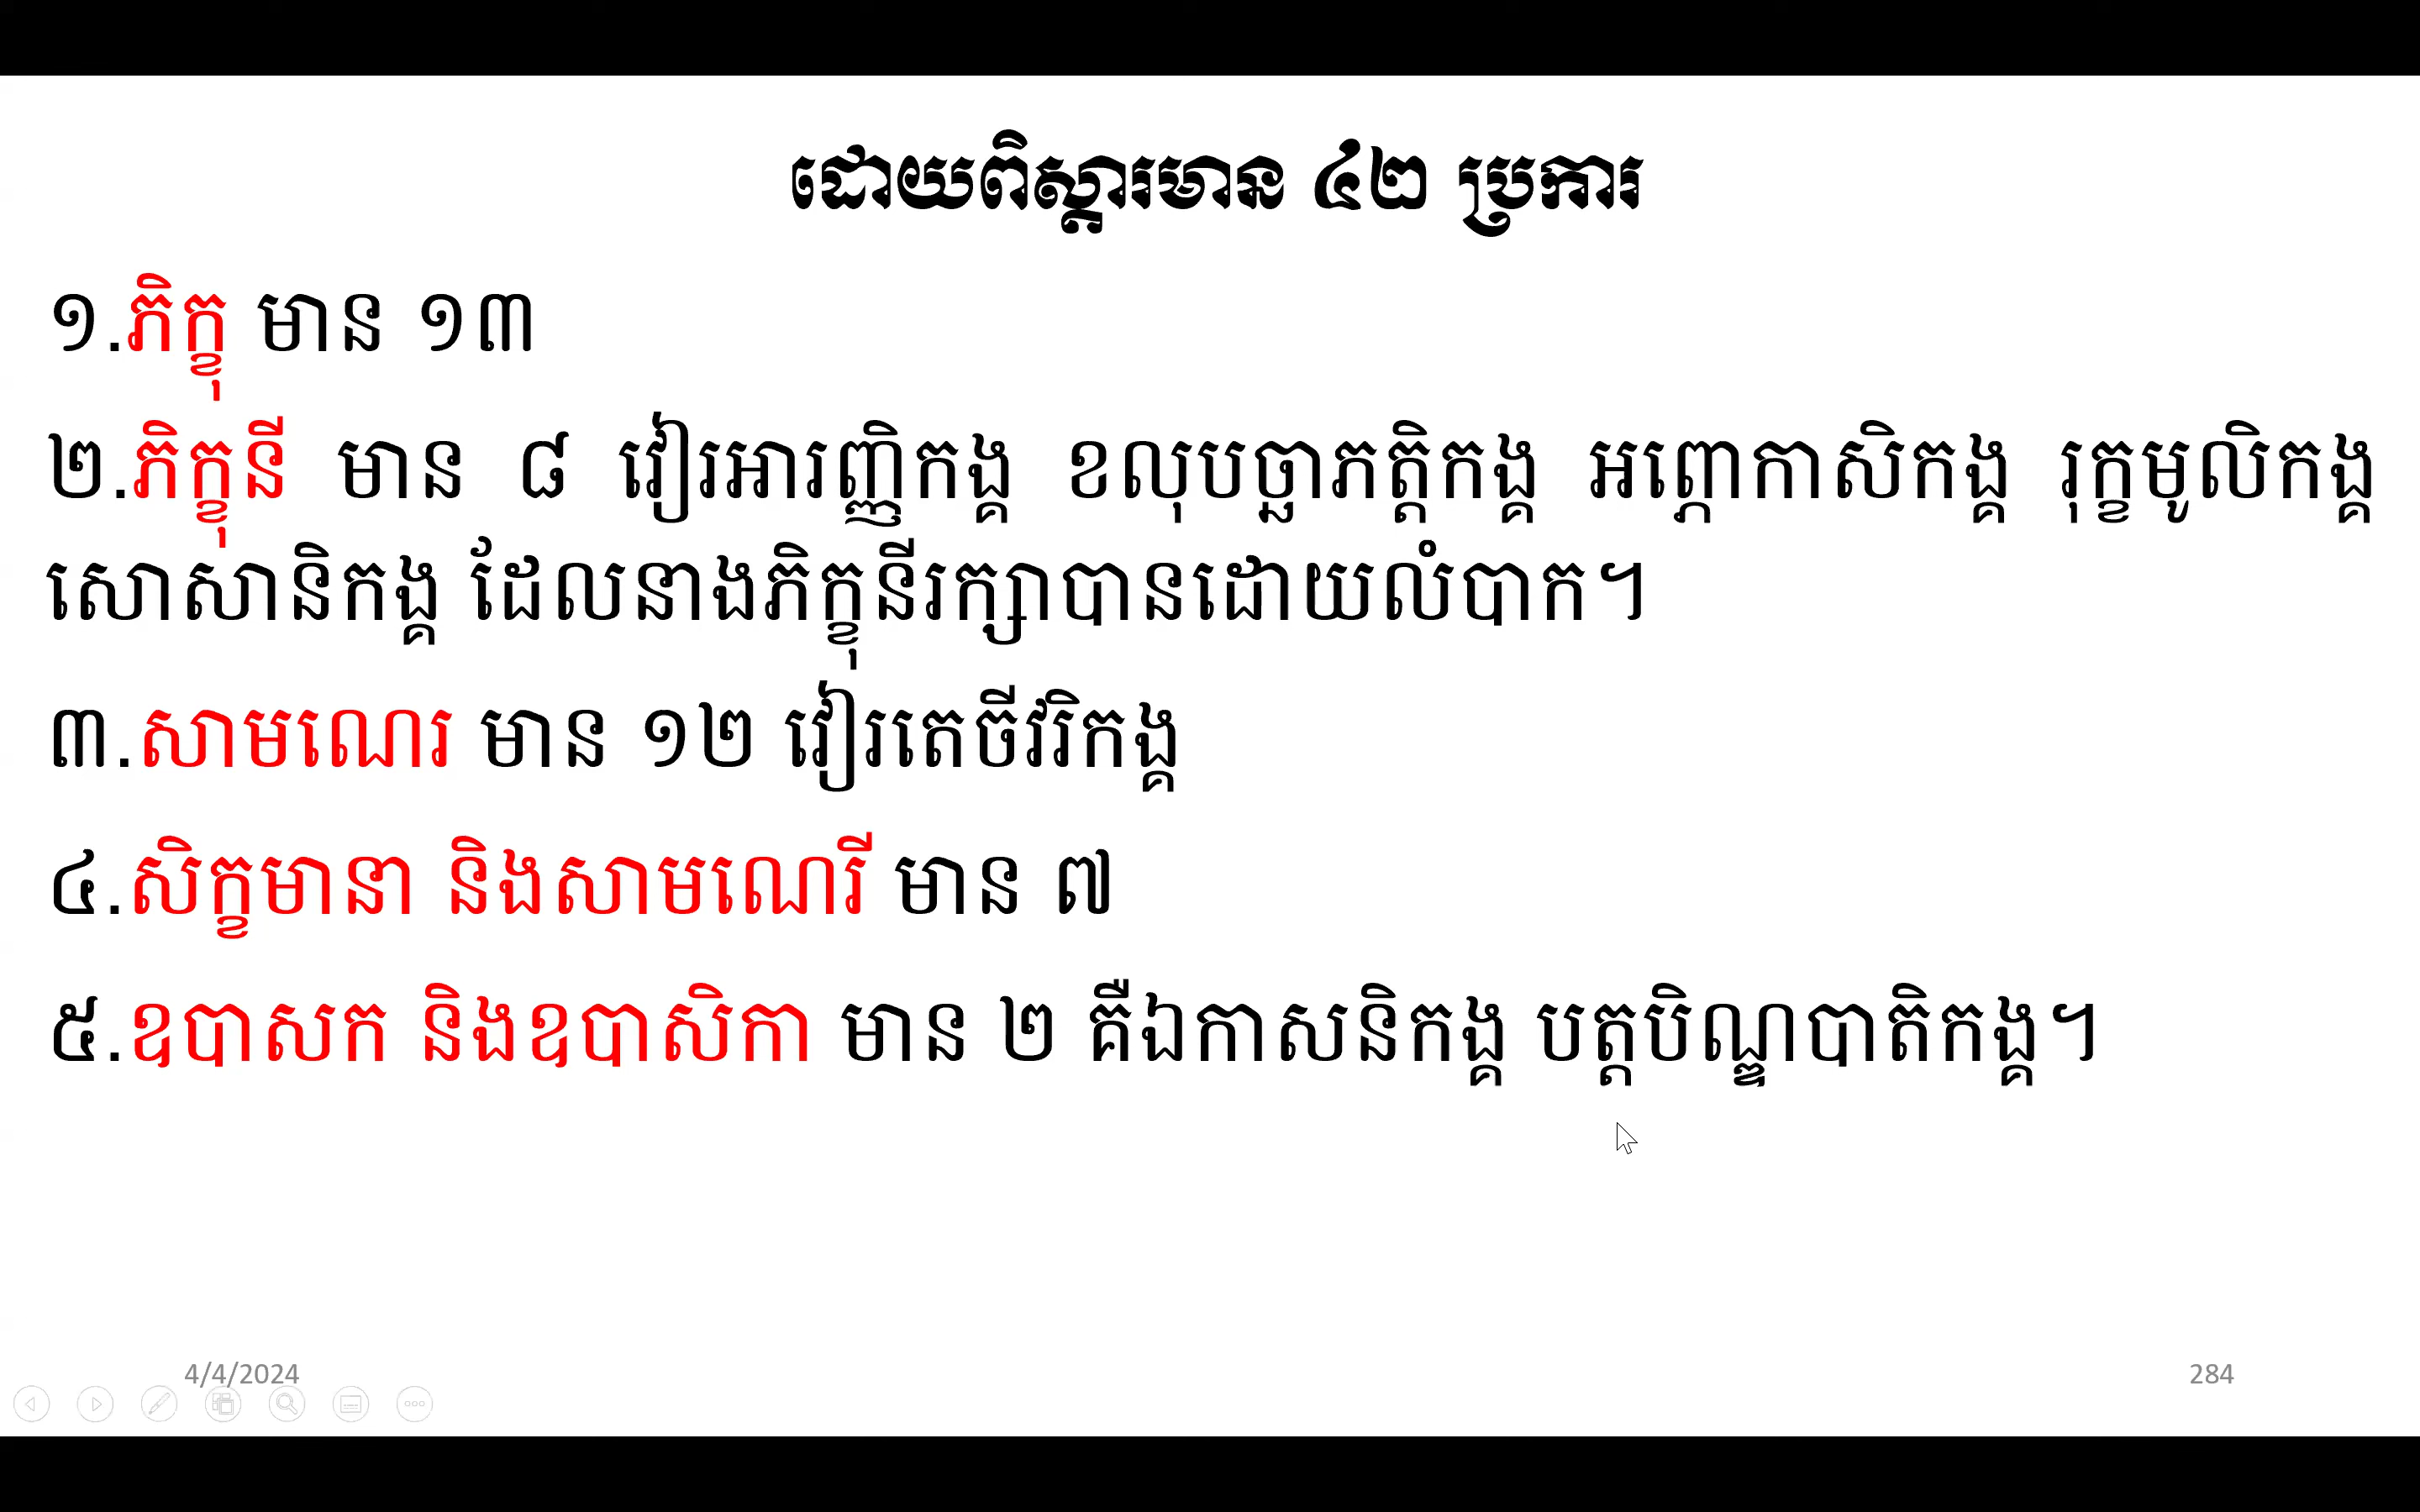 ដោយពិស្តារមាន ៤២ ប្រការ
១.ភិក្ខុ មាន ១៣
២.ភិក្ខុនី មាន ៨ វៀរអារញ្ញិកង្គ ខលុបច្ឆាភត្តិកង្គ អព្ភោកាសិកង្គ រុក្ខមូលិកង្គ
សោសានិកង្គ ដែលនាងភិក្ខុនីរក្សាបានដោយលំបាក។
៣.សាមណេរ មាន ១២ វៀរតេចីវរិកង្គ
៤.សិក្ខមានា និងសាមណេរី មាន ៧
៥.ឧបាសក និងឧបាសិកា មាន ២ គឺឯកាសនិកង្គ បត្តបិណ្ឌបាតិកង្គ។
4/4/2024
284